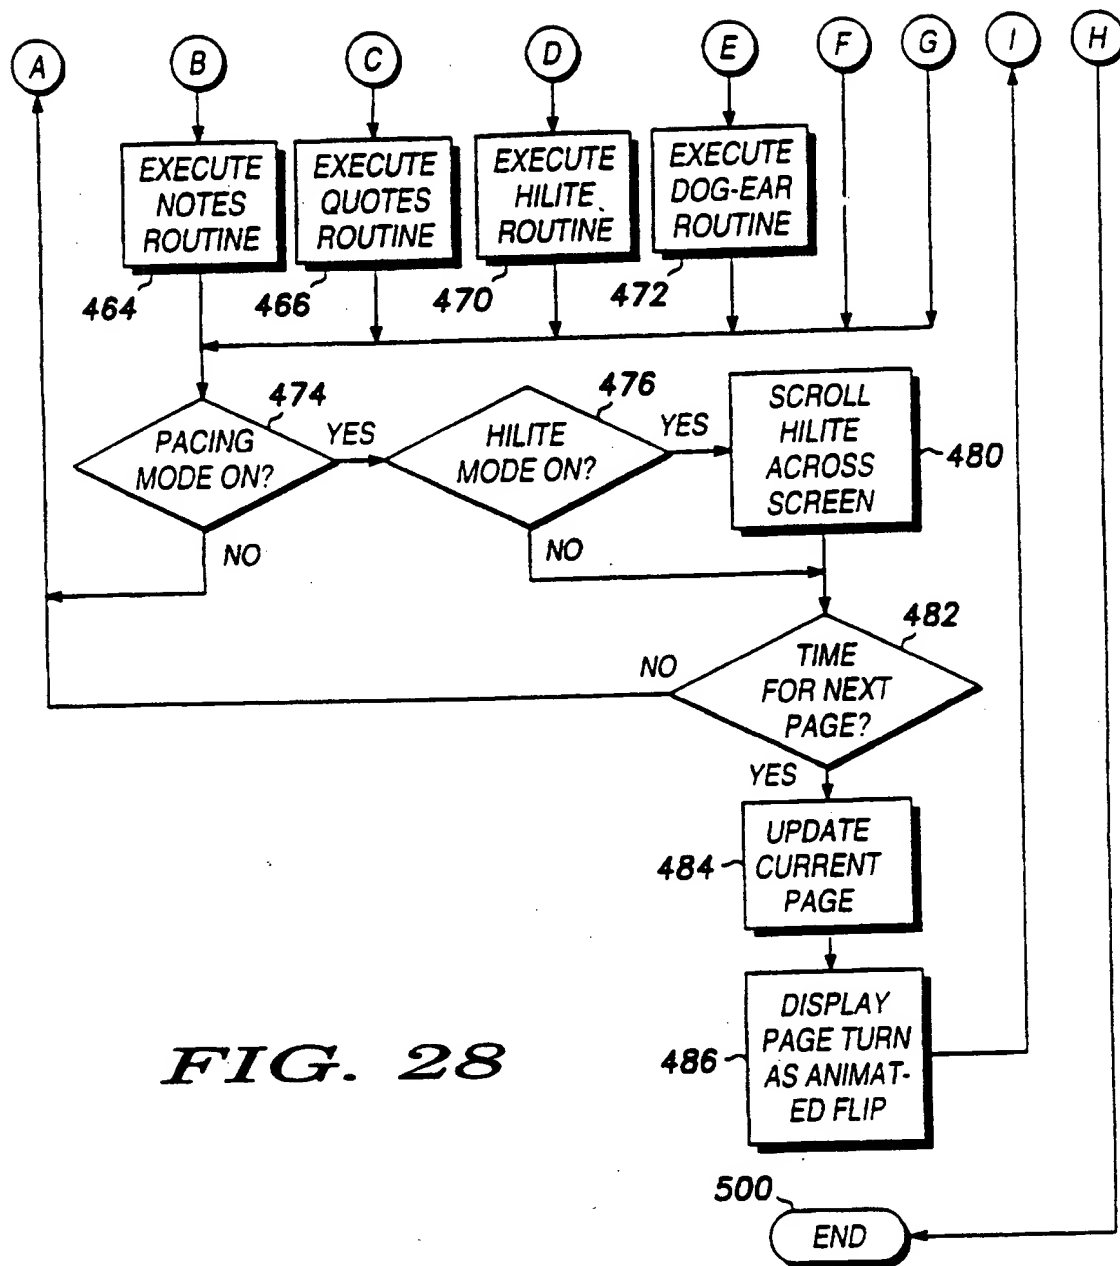 A
B
C
D
E
F
G
I
H
EXECUTE
NOTES
ROUTINE
464
EXECUTE
QUOTES
ROUTINE
466
EXECUTE
HILITE
ROUTINE
470
EXECUTE
DOG-EAR
ROUTINE
472
PACING
MODE ON?
474
YES
NO
HILITE
MODE ON?
476
YES
NO
SCROLL
HILITE
ACROSS
SCREEN
480
TIME
FOR NEXT
PAGE?
482
NO
YES
UPDATE
CURRENT
PAGE
484
DISPLAY
PAGE TURN
AS ANIMAT-
ED FLIP
486
FIG. 28
500
END